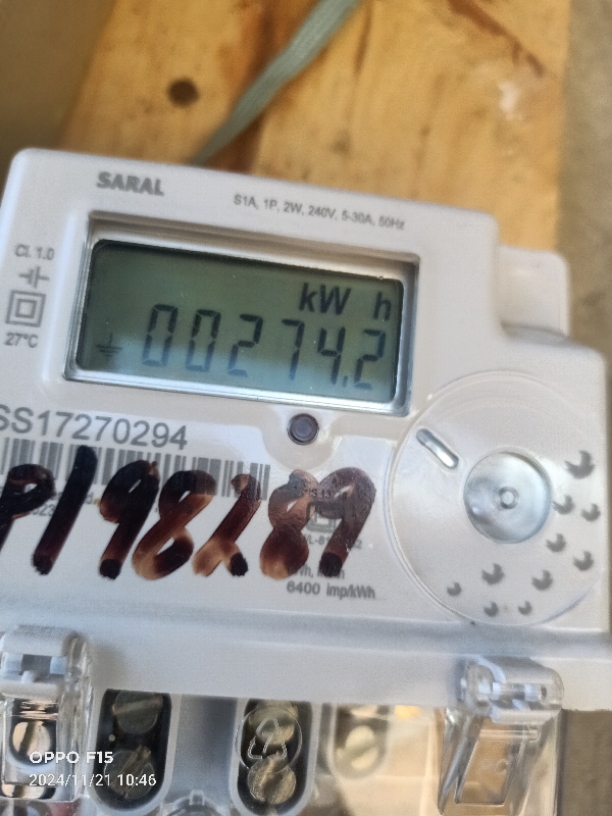 SARAL
S1A, 1P, 2W, 240V, 5-30A, 50Hz
Cl. 1.0
27°C
kW h
00274.2
SS17270294
P198289
6400 imp/kWh
OPPO F15
2024/11/21 10:46